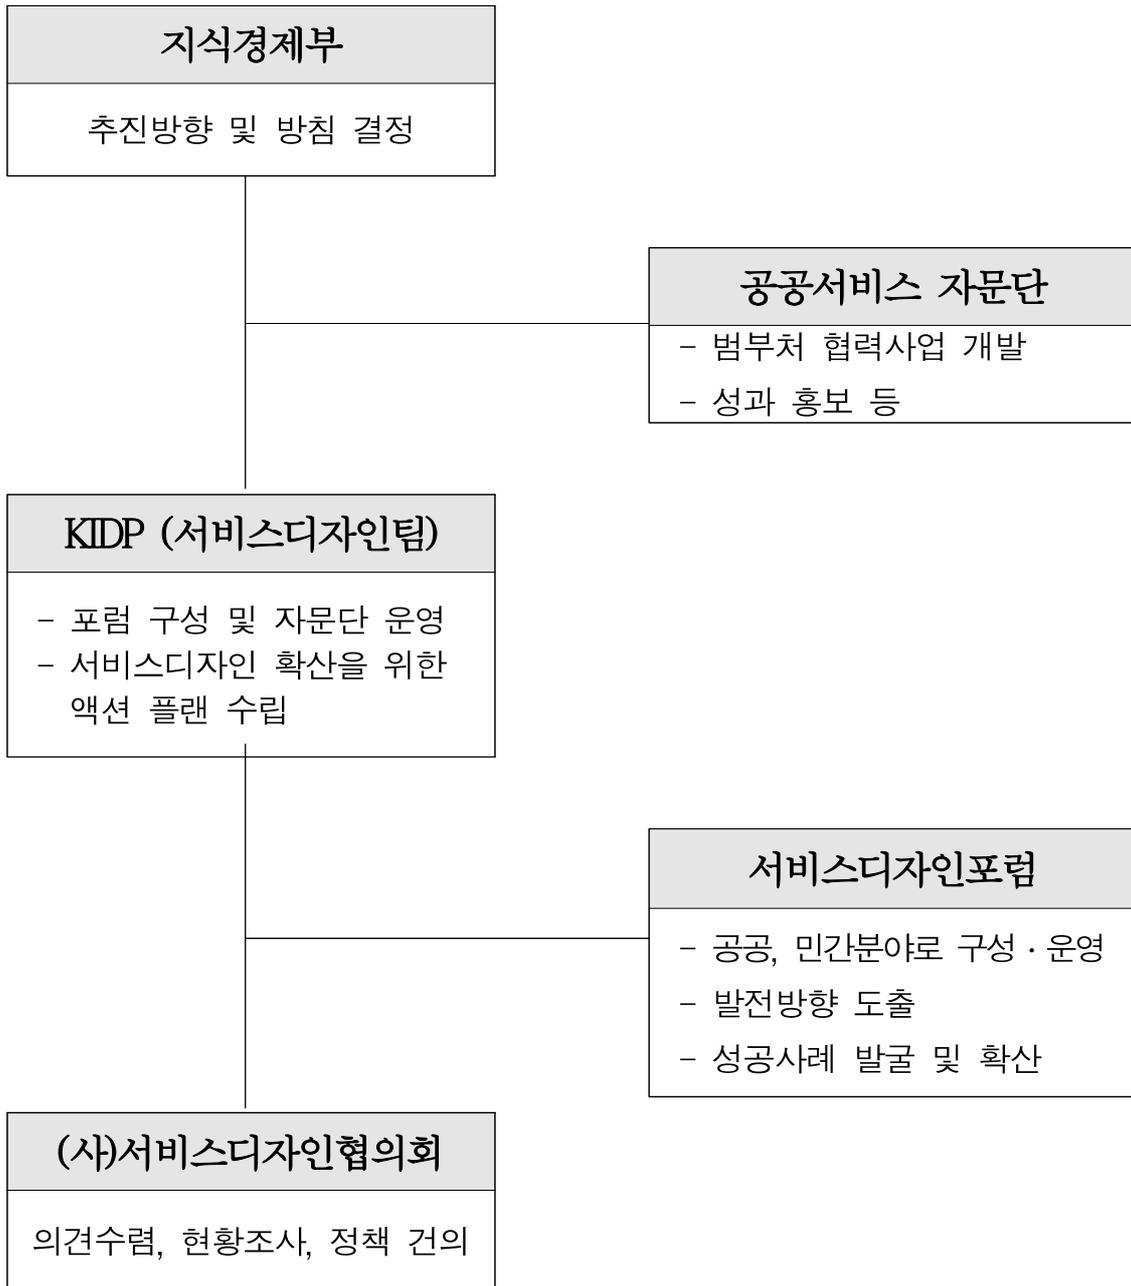 지식경제부
추진방향 및 방침 결정
공공서비스 자문단
- 범부처 협력사업 개발
- 성과 홍보 등
KIDP (서비스디자인팀)
- 포럼 구성 및 자문단 운영
- 서비스디자인 확산을 위한
액션 플랜 수립
서비스디자인포럼
- 공공, 민간분야로 구성 · 운영
- 발전방향 도출
- 성공사례 발굴 및 확산
(사)서비스디자인협의회
의견수렴, 현황조사, 정책 건의